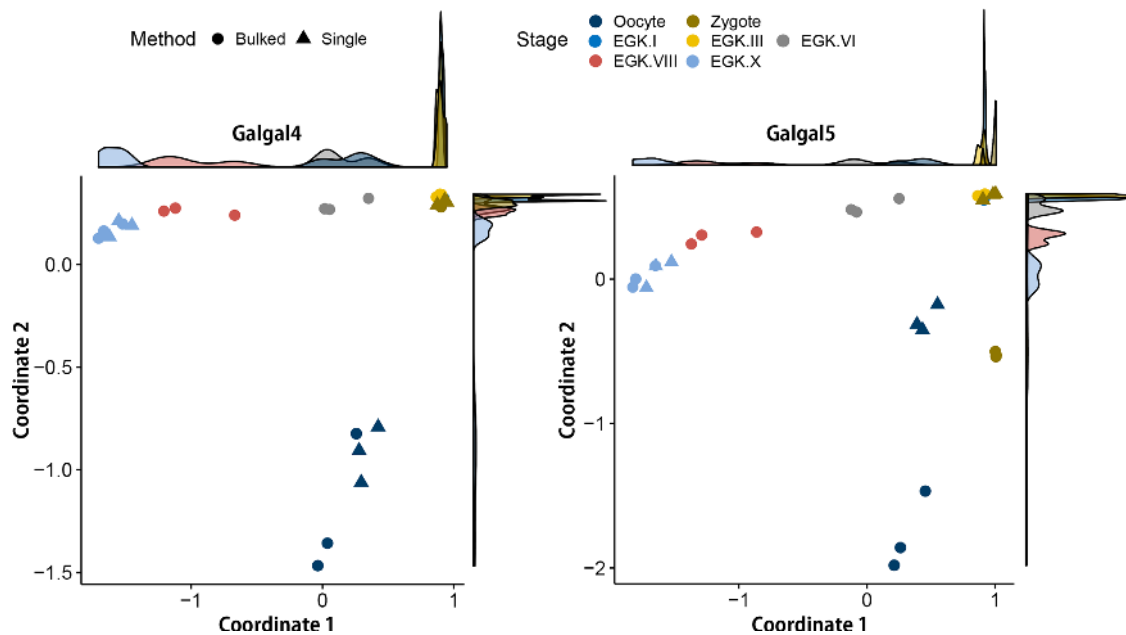 Method Bulked Single
Stage Oocyte Zygote
EGK.I EGK.III EGK.VI
EGK.VIII EGK.X
Galgal4
Galgal5
0.0
−0.5
−1.0
−1.5
Coordinate 2
−1 0 1
Coordinate 1
0
−1
−2
Coordinate 2
−1 0 1
Coordinate 1